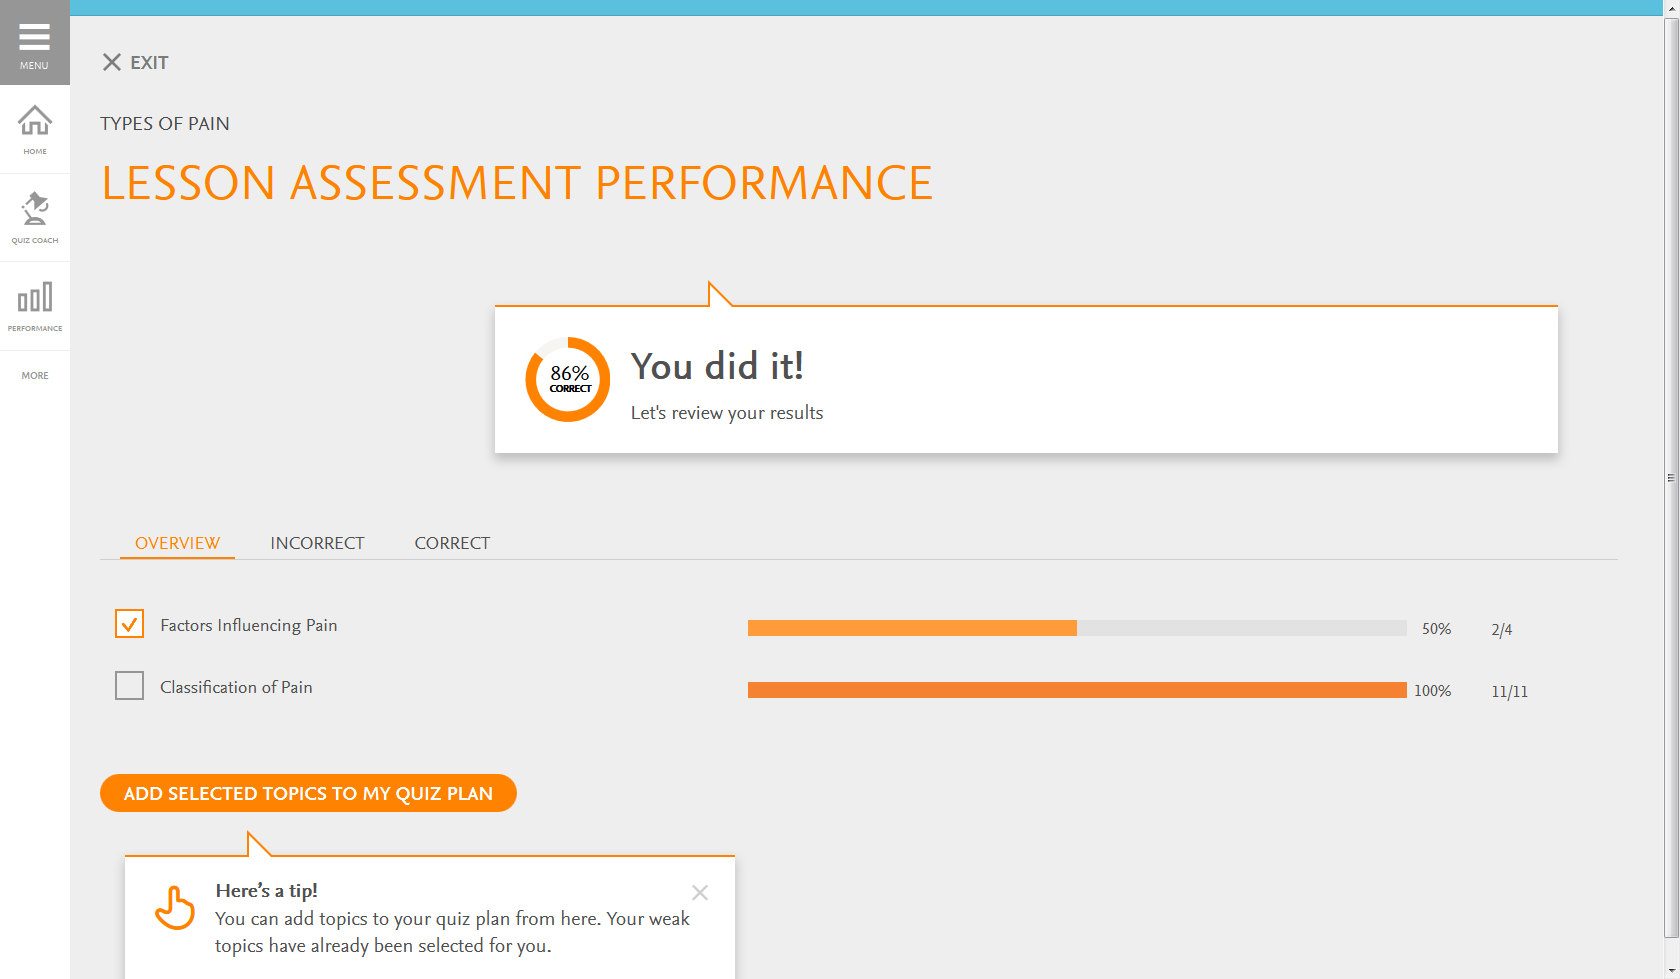 MENU
HOME
QUIZ COACH
PERFORMANCE
MORE
EXIT
TYPES OF PAIN
LESSON ASSESSMENT PERFORMANCE
86%
CORRECT
You did it!
Let's review your results
OVERVIEW INCORRECT CORRECT
Factors Influencing Pain 50% 2/4
Classification of Pain 100% 11/11
ADD SELECTED TOPICS TO MY QUIZ PLAN
Here’s a tip!
You can add topics to your quiz plan from here. Your weak
topics have already been selected for you.